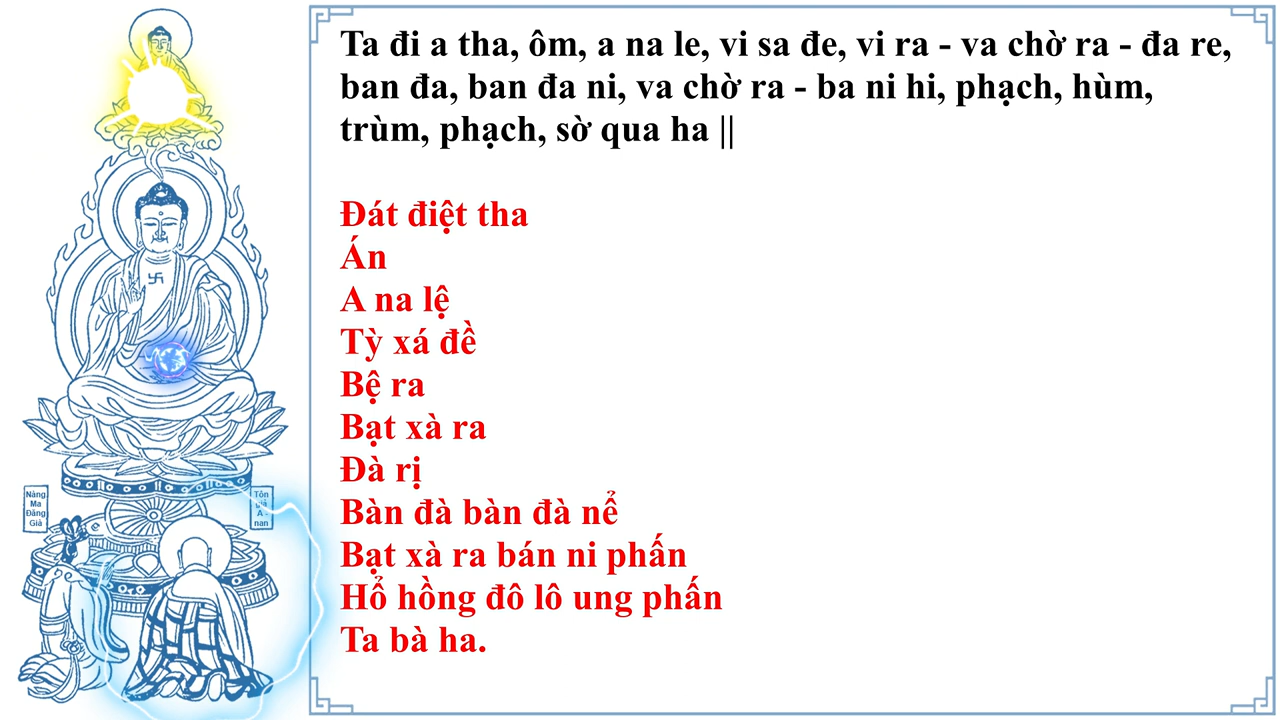 Ta đi a tha, ôm, a na le, vi sa đe, vi ra - va chờ ra - đa re,
ban đa, ban đa ni, va chờ ra - ba ni hi, phạch, hùm,
trùm, phạch, sờ qua ha ||
Đát điệt tha
Án
A na lệ
Tỳ xá đề
Bệ ra
Bạt xà ra
Đà rị
Bàn đà bàn đà nể
Bạt xà ra bán ni phấn
Hổ hồng đô lô ung phấn
Ta bà ha.
Nàng
Ma
Đăng
Già
Tôn
giả
A -
nan